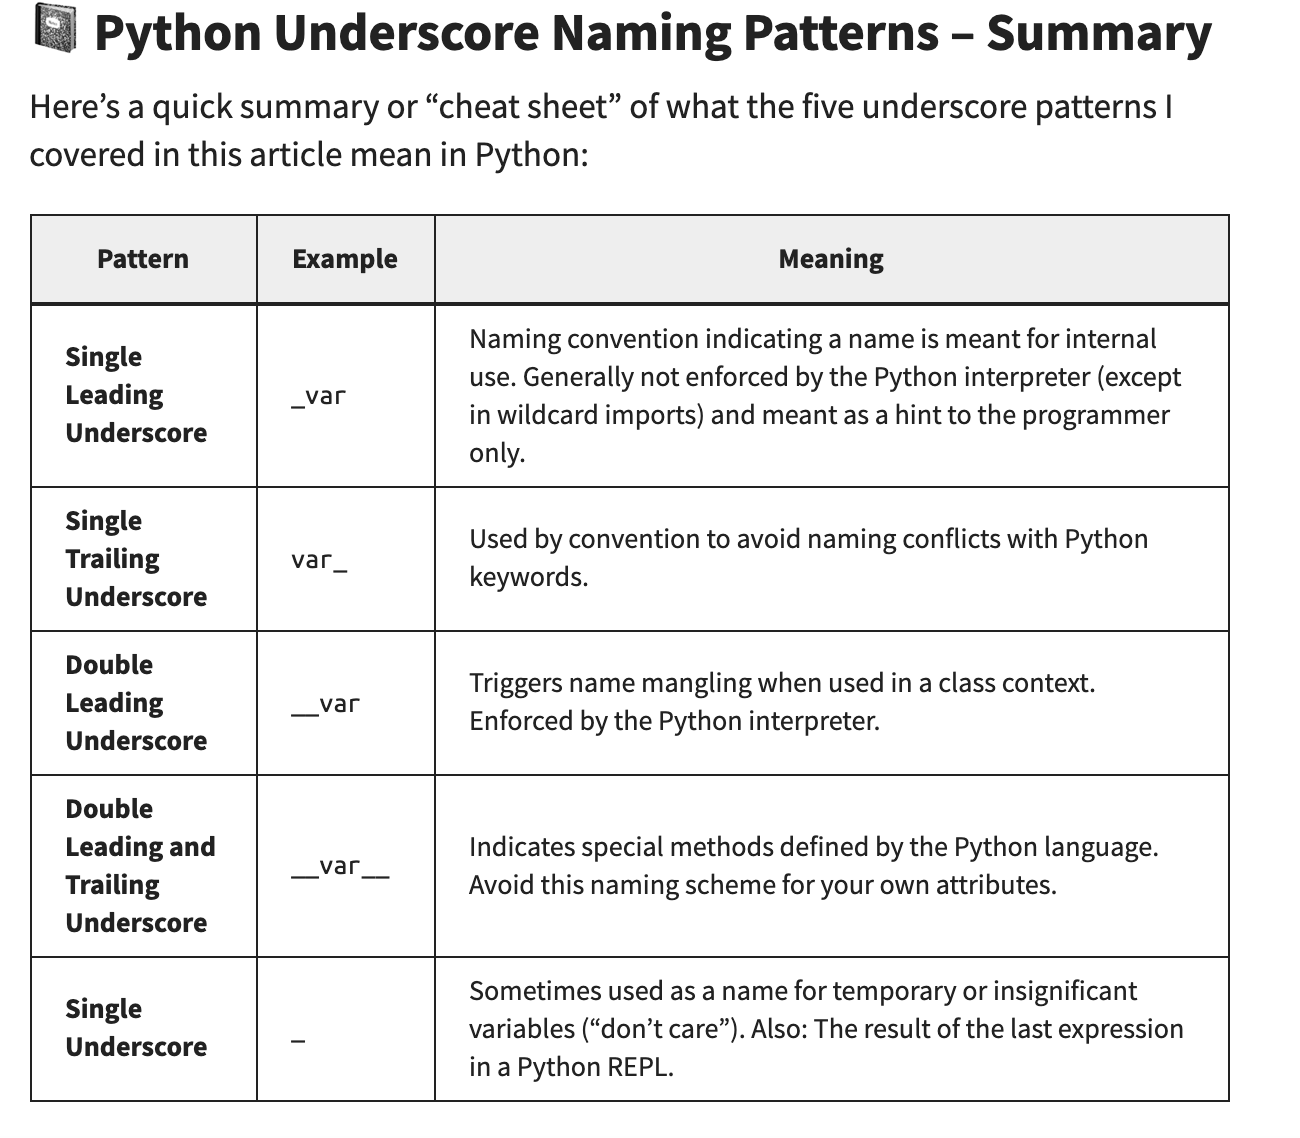 Python Underscore Naming Patterns – Summary
Here’s a quick summary or “cheat sheet” of what the five underscore patterns I
covered in this article mean in Python:
Pattern
Example
Meaning
Single
Leading
Underscore
_var
Naming convention indicating a name is meant for internal
use. Generally not enforced by the Python interpreter (except
in wildcard imports) and meant as a hint to the programmer
only.
Single
Trailing
Underscore
var_
Used by convention to avoid naming conflicts with Python
keywords.
Double
Leading
Underscore
__var
Triggers name mangling when used in a class context.
Enforced by the Python interpreter.
Double
Leading and
Trailing
Underscore
__var__
Indicates special methods defined by the Python language.
Avoid this naming scheme for your own attributes.
Single
Underscore
_
Sometimes used as a name for temporary or insignificant
variables (“don’t care”). Also: The result of the last expression
in a Python REPL.